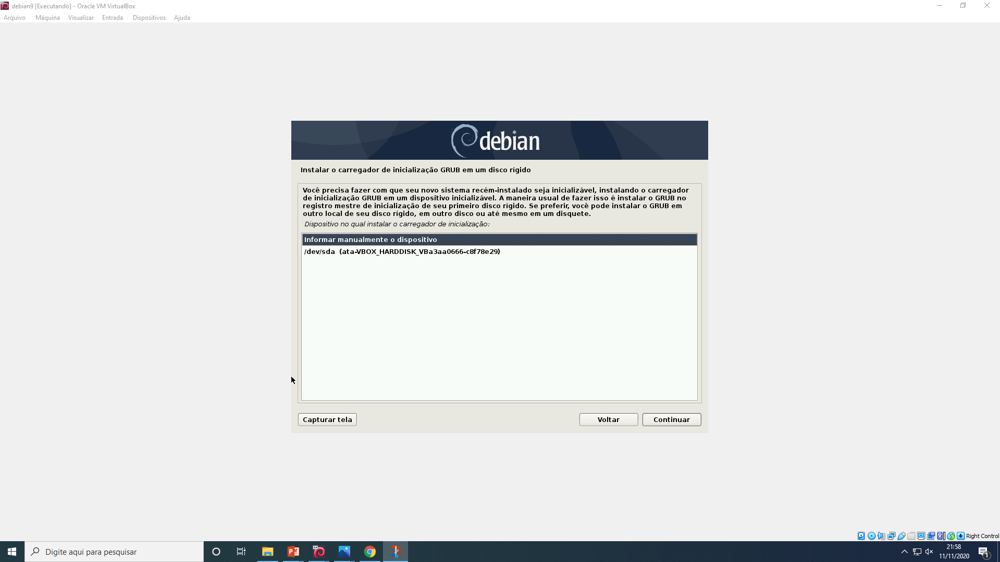 debian9 [Executando] - Oracle VM VirtualBox
Arquivo Máquina Visualizar Entrada Dispositivos Ajuda
debian
Instalar o carregador de inicialização GRUB em um disco rígido
Você precisa fazer com que seu novo sistema recém-instalado seja inicializável, instalando o carregador
de inicialização GRUB em um dispositivo inicializável. A maneira usual de fazer isso é instalar o GRUB no
registro mestre de inicialização de seu primeiro disco rígido. Se preferir, você pode instalar o GRUB em
outro local de seu disco rígido, em outro disco ou até mesmo em um disquete.
Dispositivo no qual instalar o carregador de inicialização:
Informar manualmente o dispositivo
/dev/sda (ata-VBOX_HARDDISK_VBa3aa0666-c8f78e29)
Capturar tela Voltar Continuar
Right Control
Digite aqui para pesquisar
21:58
11/11/2020
1